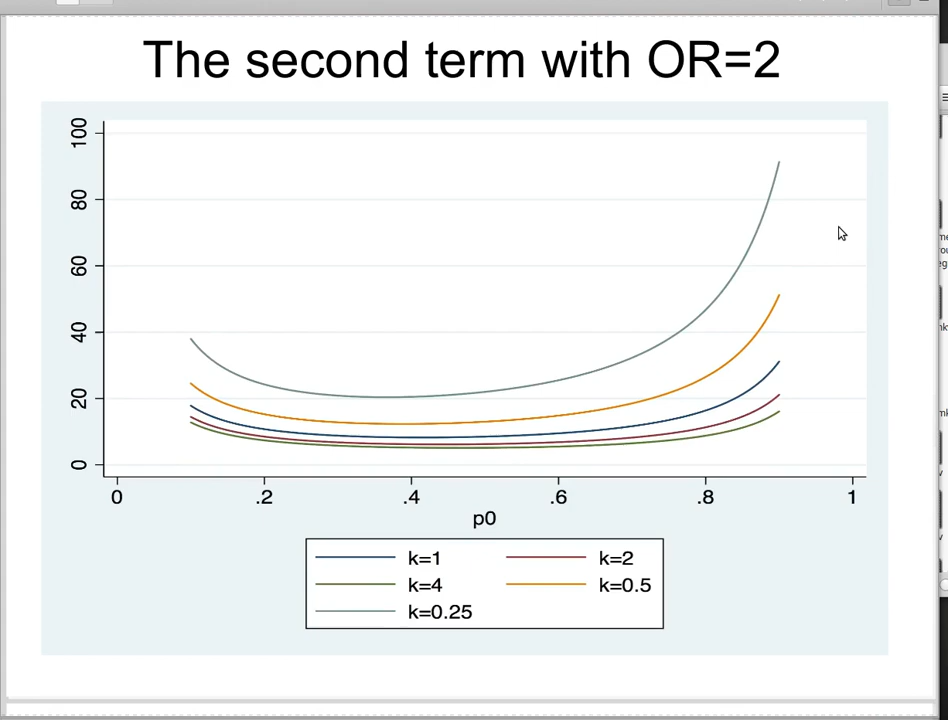 The second term with OR=2
100
80
60
40
20
0
0 .2 .4 .6 .8 1
p0
k=1 k=2
k=4 k=0.5
k=0.25